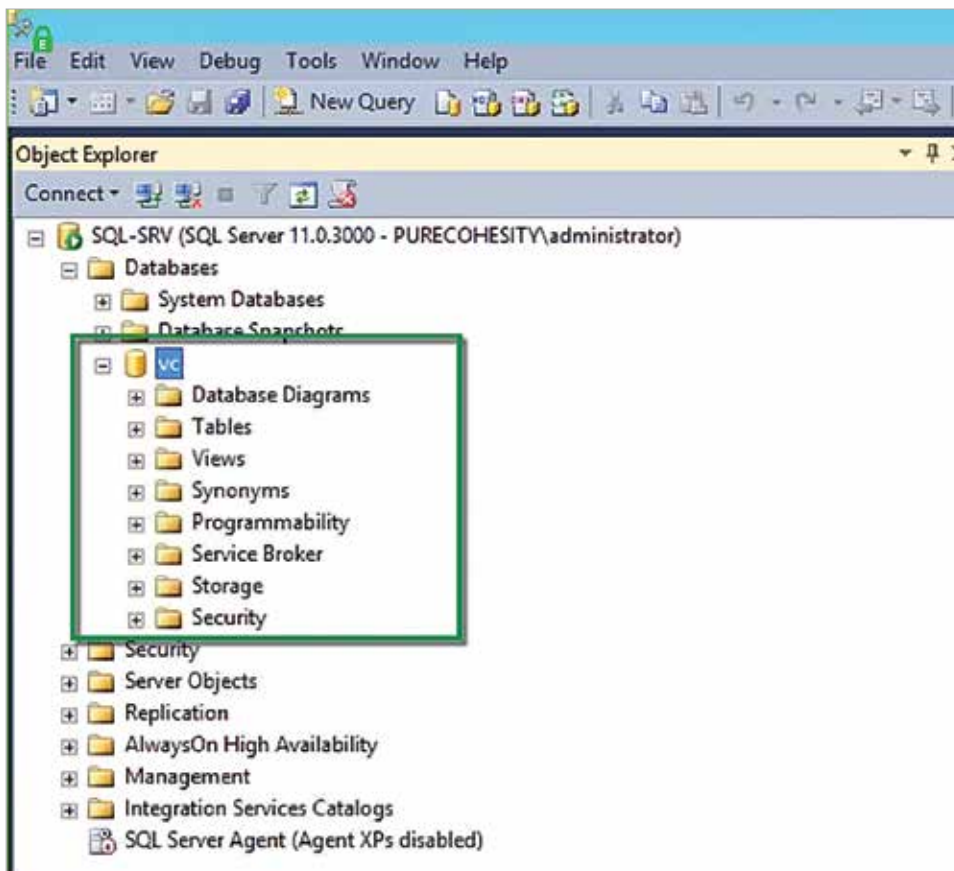 E
File Edit View Debug Tools Window Help
New Query
Object Explorer
Connect
SQL-SRV (SQL Server 11.0.3000 - PURECOHESITY\administrator)
Databases
System Databases
Database Snapshots
vc
Database Diagrams
Tables
Views
Synonyms
Programmability
Service Broker
Storage
Security
Security
Server Objects
Replication
AlwaysOn High Availability
Management
Integration Services Catalogs
SQL Server Agent (Agent XPs disabled)